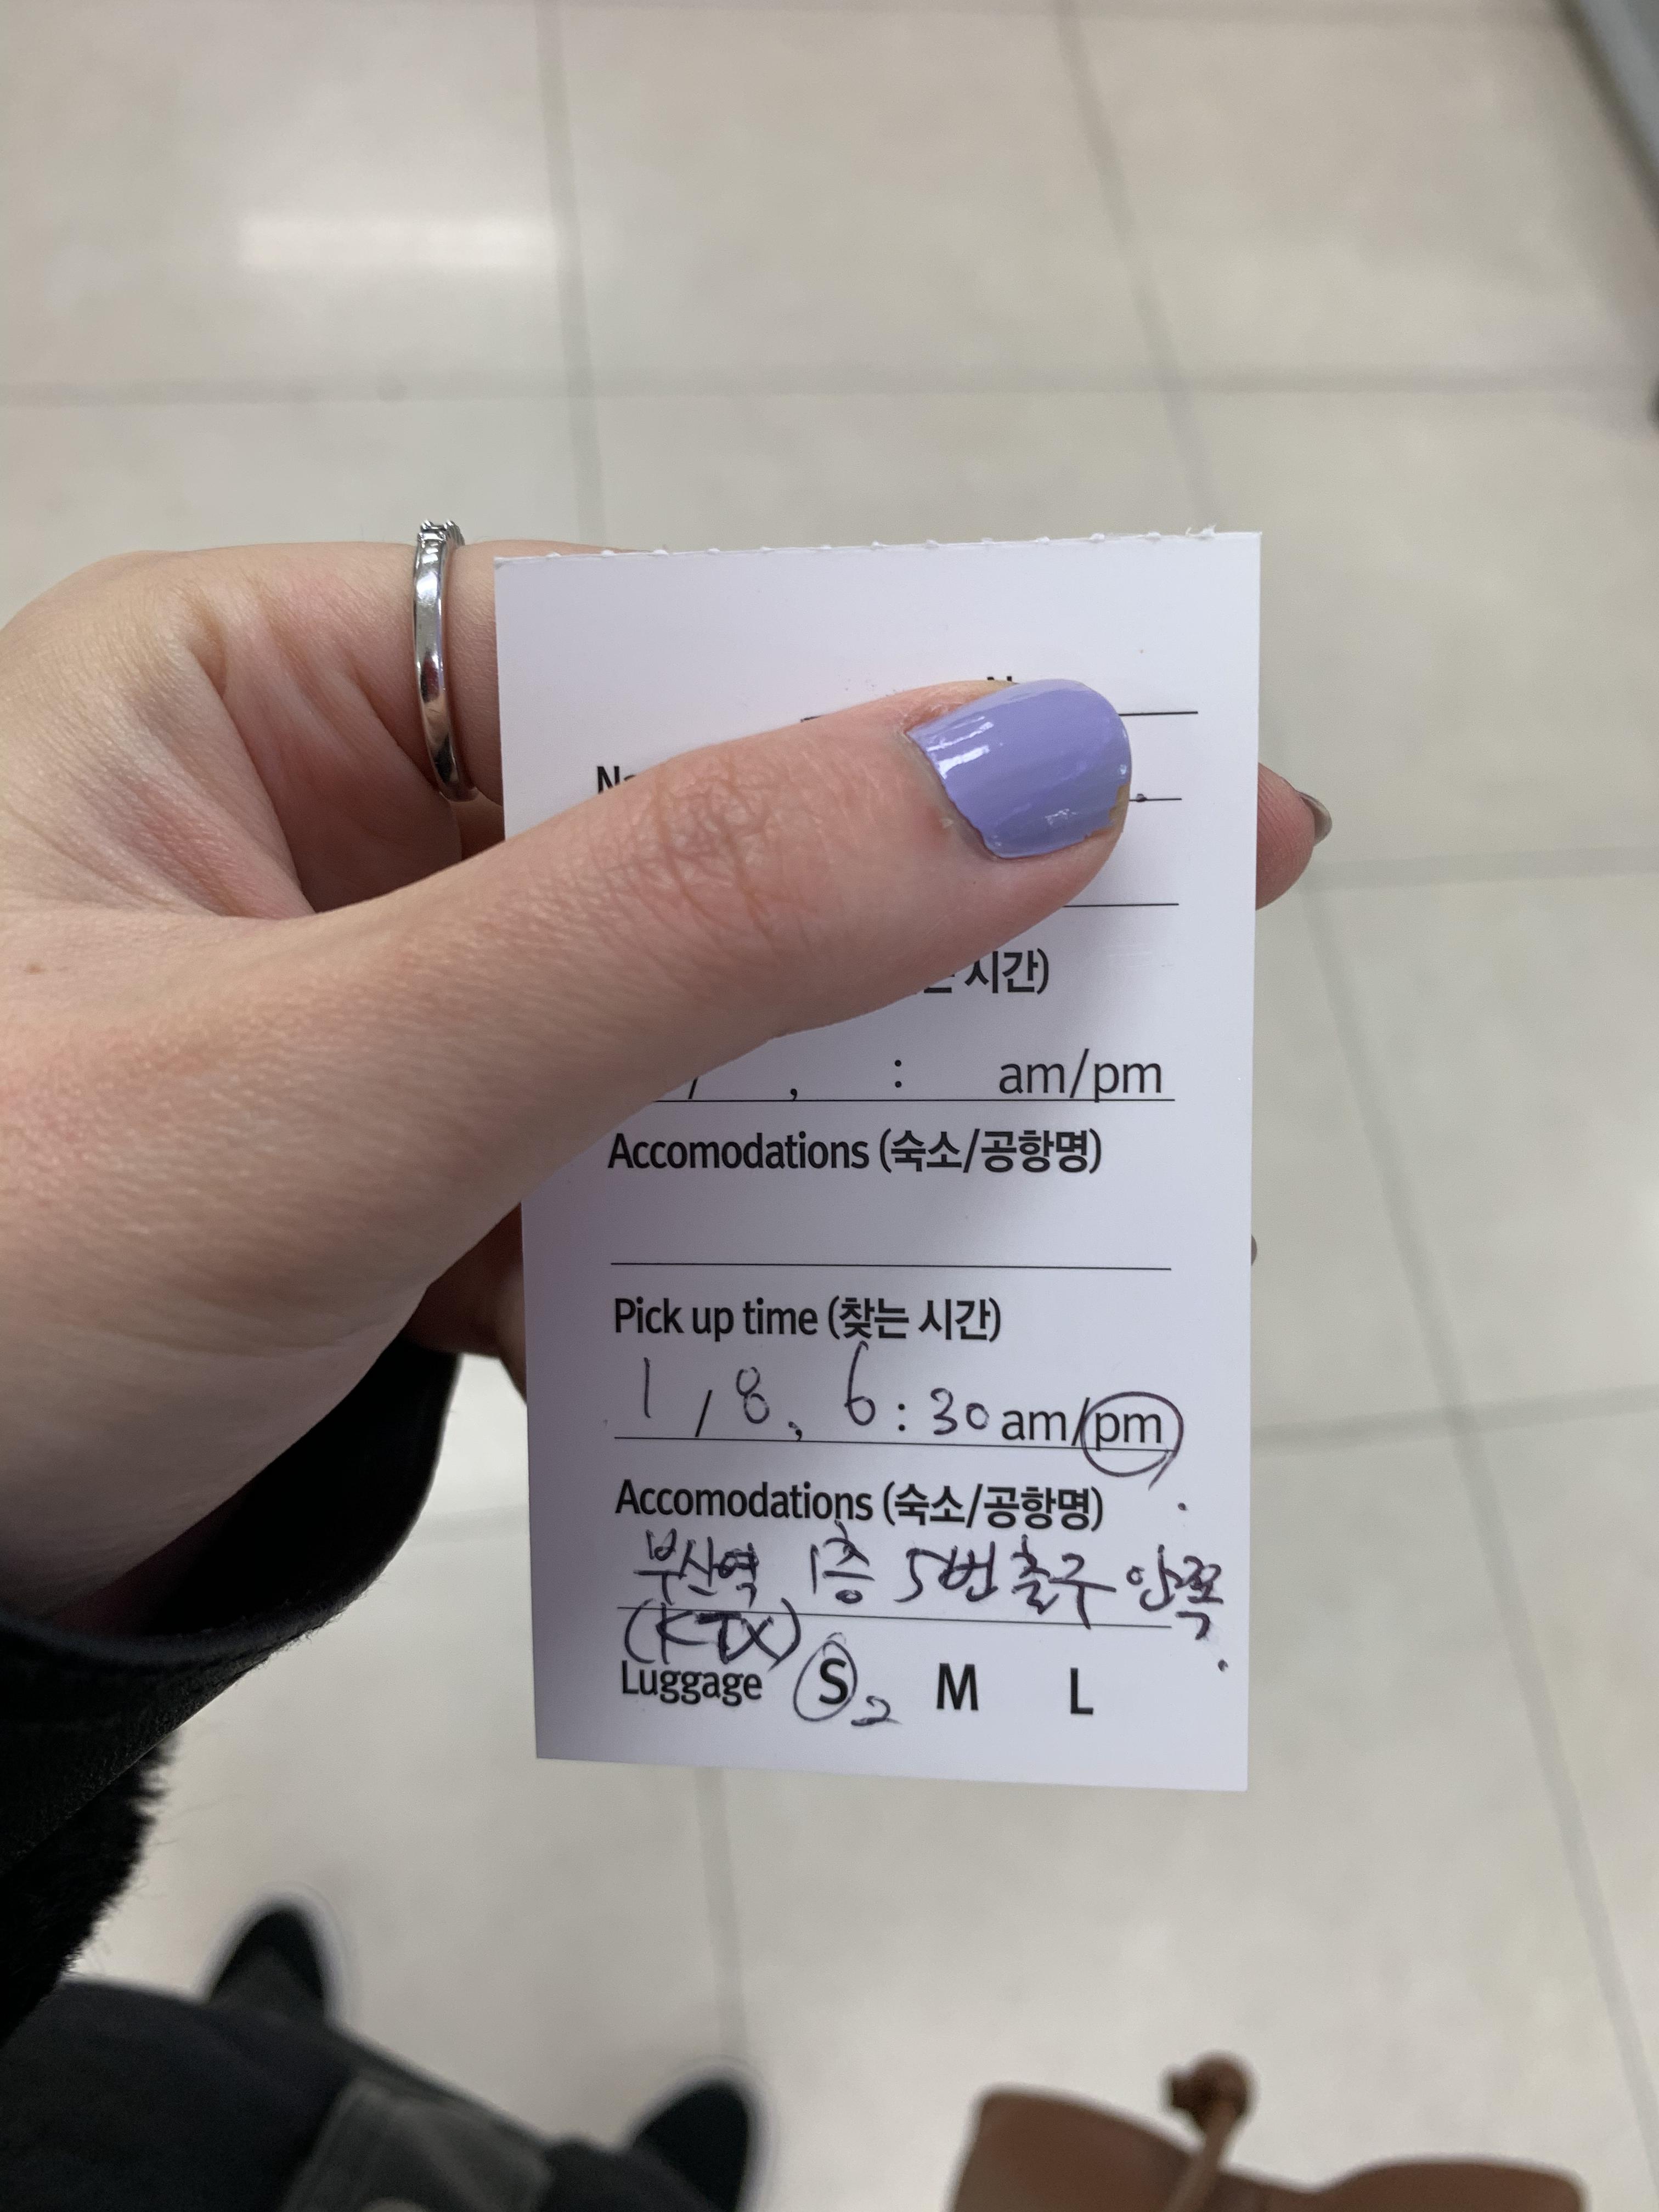 시간)
/ , : am/pm
Accomodations (숙소/공항명)
Pick up time (찾는 시간)
1 / 8, 6:30 am/pm
Accomodations (숙소/공항명)
부산역 1층 5번 출구 안쪽
(KTX)
Luggage S 2 M L